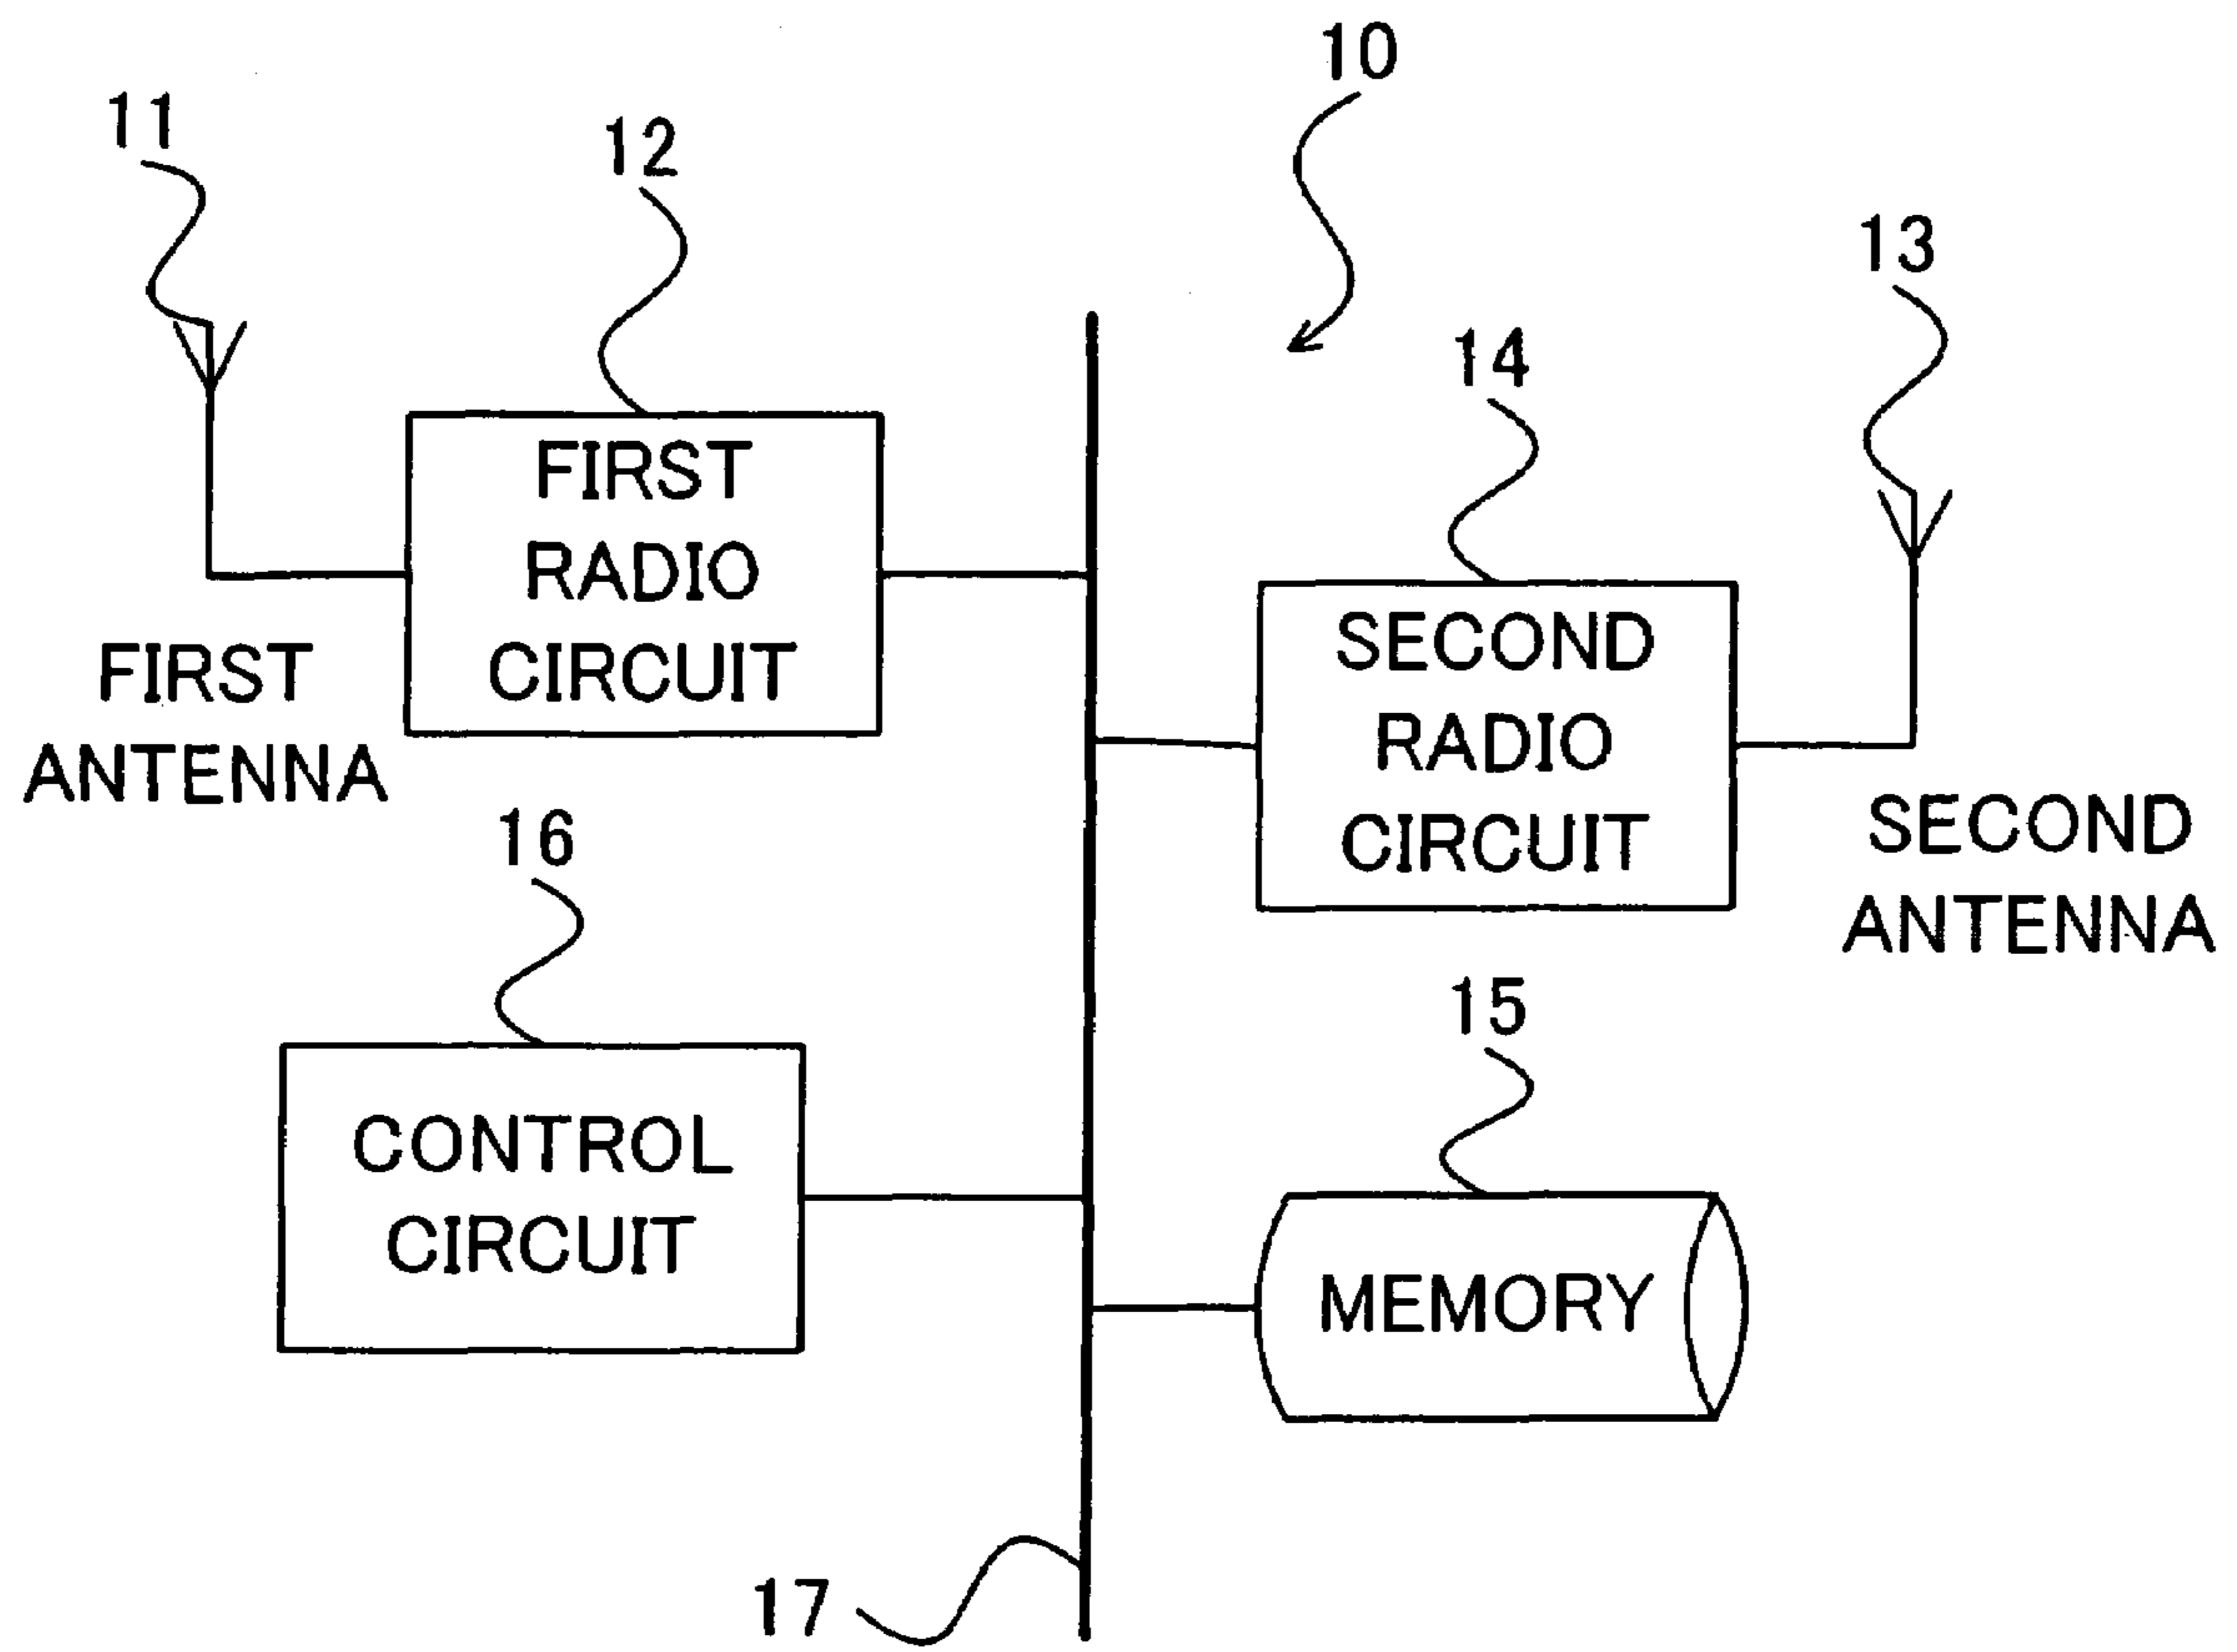 10
11
12
13
14
FIRST
RADIO
CIRCUIT
FIRST
ANTENNA
SECOND
RADIO
CIRCUIT
SECOND
ANTENNA
16
15
CONTROL
CIRCUIT
MEMORY
17